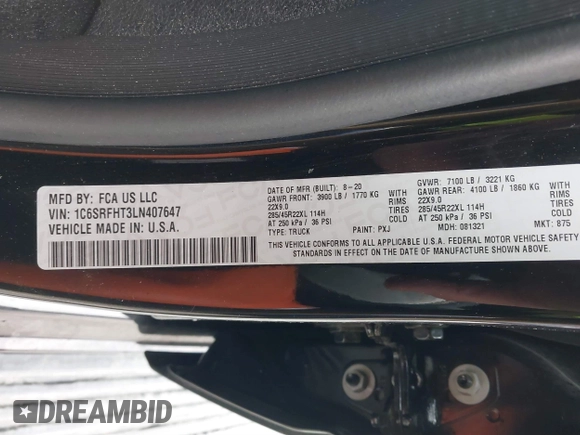 MFD BY: FCA US LLC
VIN: 1C6SRFHT3LN407647
VEHICLE MADE IN: U.S.A.
DATE OF MFR (BUILT): 8-20 GVWR: 7100 LB / 3221 KG
GAWR FRONT: 3900 LB / 1770 KG WITH GAWR REAR: 4100 LB / 1860 KG WITH
22X9.0 RIMS 22X9.0 RIMS
285/45R22XL 114H TIRES 285/45R22XL 114H TIRES
AT 250 kPa / 36 PSI COLD AT 250 kPa / 36 PSI COLD
TYPE: TRUCK PAINT: PXJ MDH: 081321 MKT: 875
THIS VEHICLE CONFORMS TO ALL APPLICABLE U.S.A. FEDERAL MOTOR VEHICLE SAFETY
STANDARDS IN EFFECT ON THE DATE OF MANUFACTURE SHOWN ABOVE.
DREAMBID